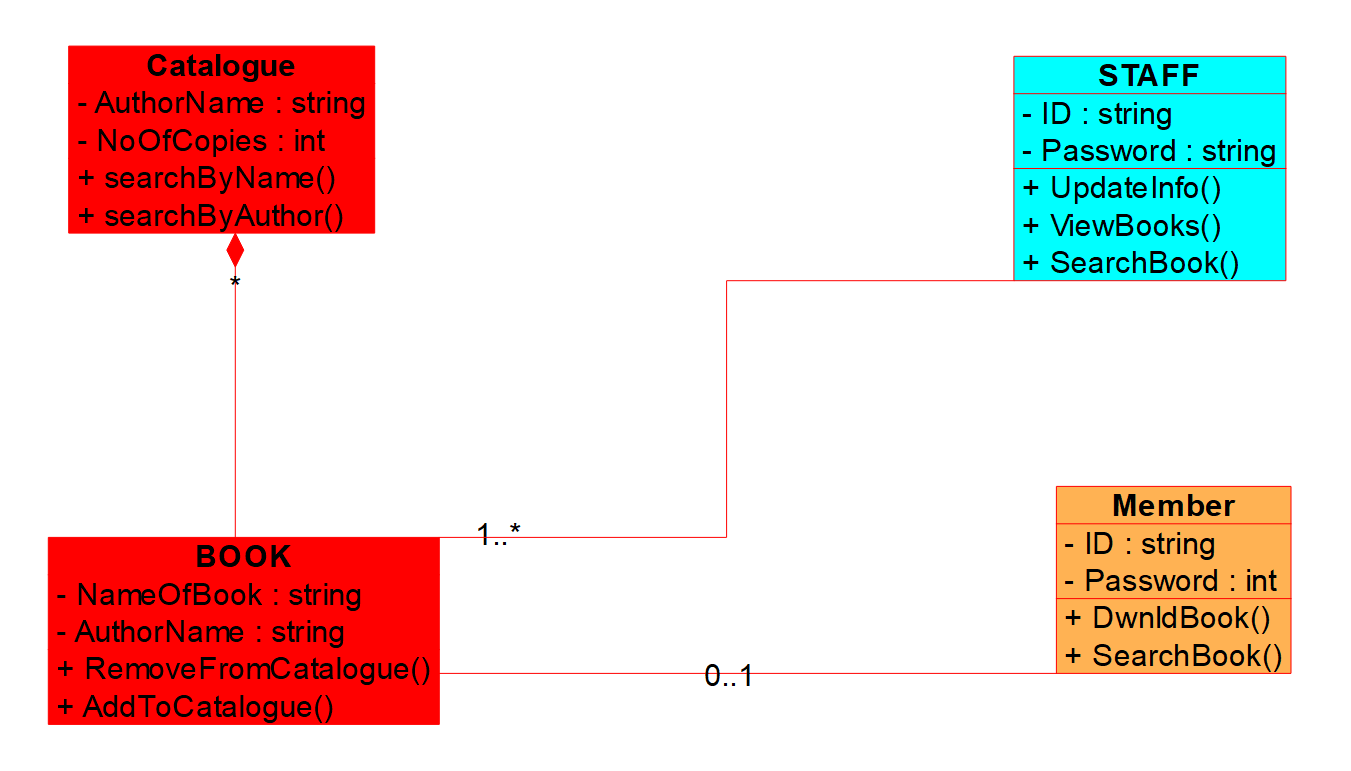 Catalogue
- AuthorName : string
- NoOfCopies : int
+ searchByName()
+ searchByAuthor()
*
STAFF
- ID : string
- Password : string
+ UpdateInfo()
+ ViewBooks()
+ SearchBook()
1..*
BOOK
- NameOfBook : string
- AuthorName : string
+ RemoveFromCatalogue()
+ AddToCatalogue()
0..1
Member
- ID : string
- Password : int
+ DwnldBook()
+ SearchBook()